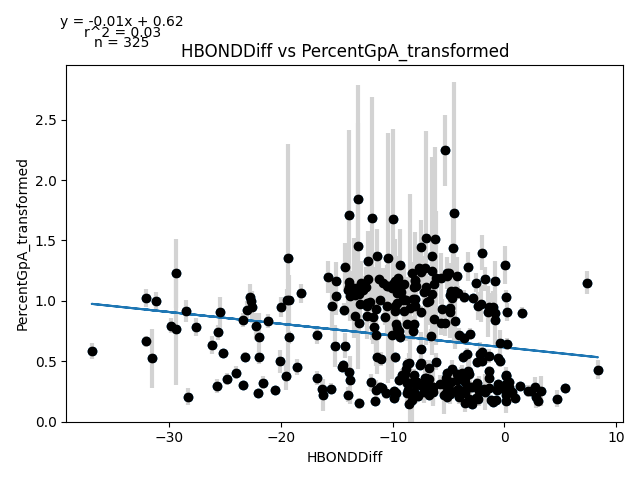 y = -0.01x + 0.62
r^2 = 0.03
n = 325
HBONDDiff vs PercentGpA_transformed
PercentGpA_transformed
2.5
2.0
1.5
1.0
0.5
0.0
−30
−20
−10
0
10
HBONDDiff